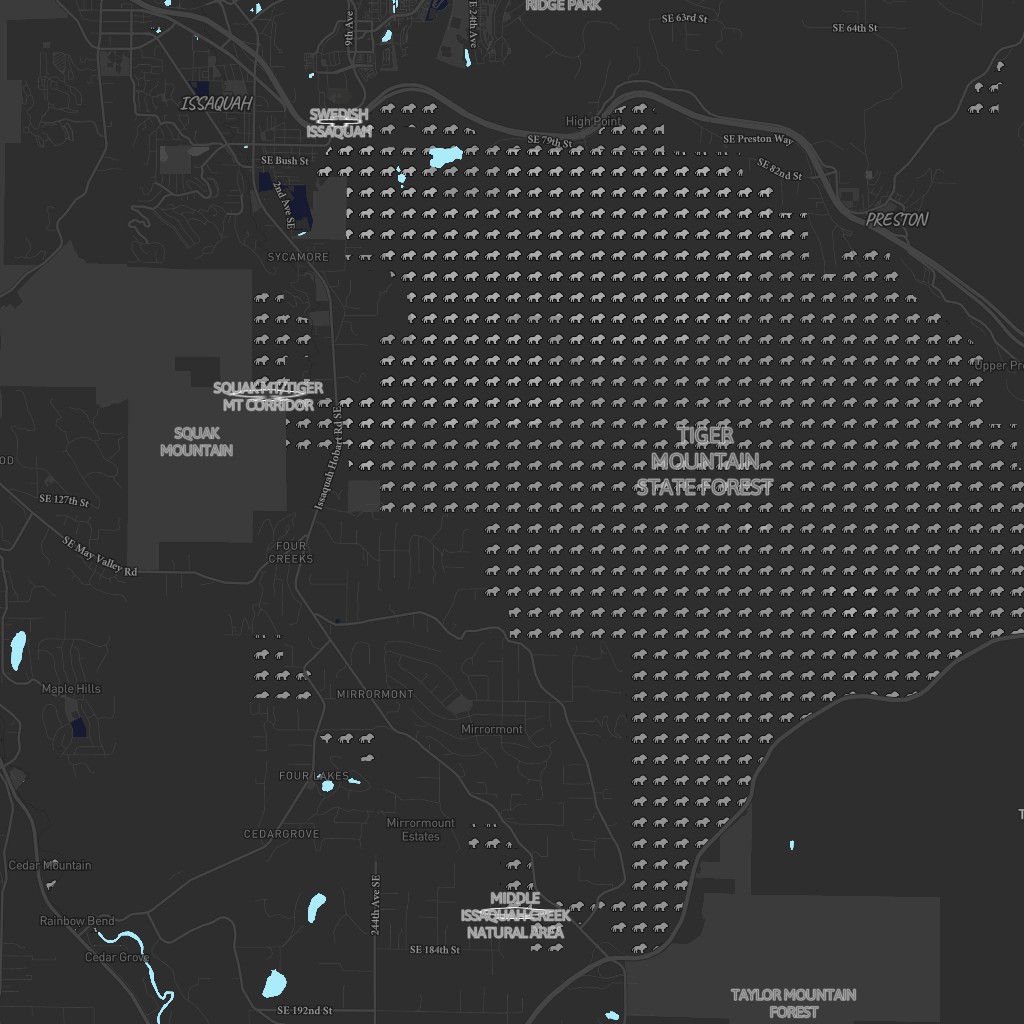 RIDGE PARK
SE 24th Ave
9th Ave
SE 63rd St
SE 64th St
ISSAQUAH
SWEDISH
ISSAQUAH
High Point
SE 79th St
SE Preston Way
SE Bush St
SE 82nd St
2nd Ave SE
PRESTON
SYCAMORE
SQUAK MT/TIGER
MT CORRIDOR
SQUAK
MOUNTAIN
Issaquah Hobart Rd SE
TIGER
MOUNTAIN
STATE FOREST
SE 127th St
SE May Valley Rd
FOUR
CREEKS
Maple Hills
MIRRORMONT
Mirrormont
FOUR LAKES
CEDARGROVE
Mirrormount
Estates
Cedar Mountain
244th Ave SE
MIDDLE
ISSAQUAH CREEK
NATURAL AREA
Rainbow Bend
Cedar Grove
SE 184th St
SE 192nd St
TAYLOR MOUNTAIN
FOREST